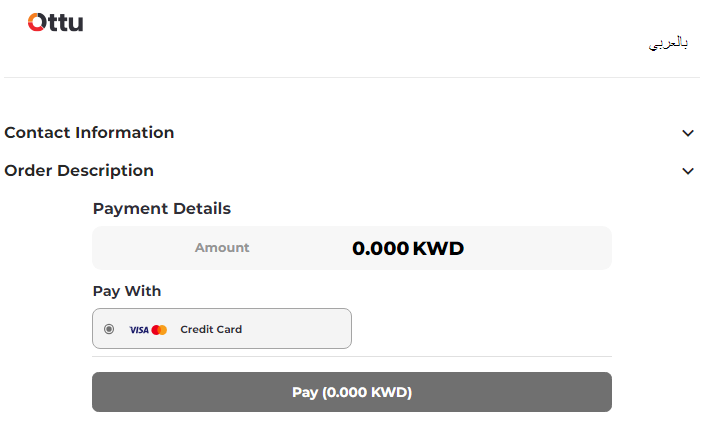 Ottu
بالعربي
Contact Information
Order Description
Payment Details
Amount 0.000 KWD
Pay With
VISA Credit Card
Pay (0.000 KWD)